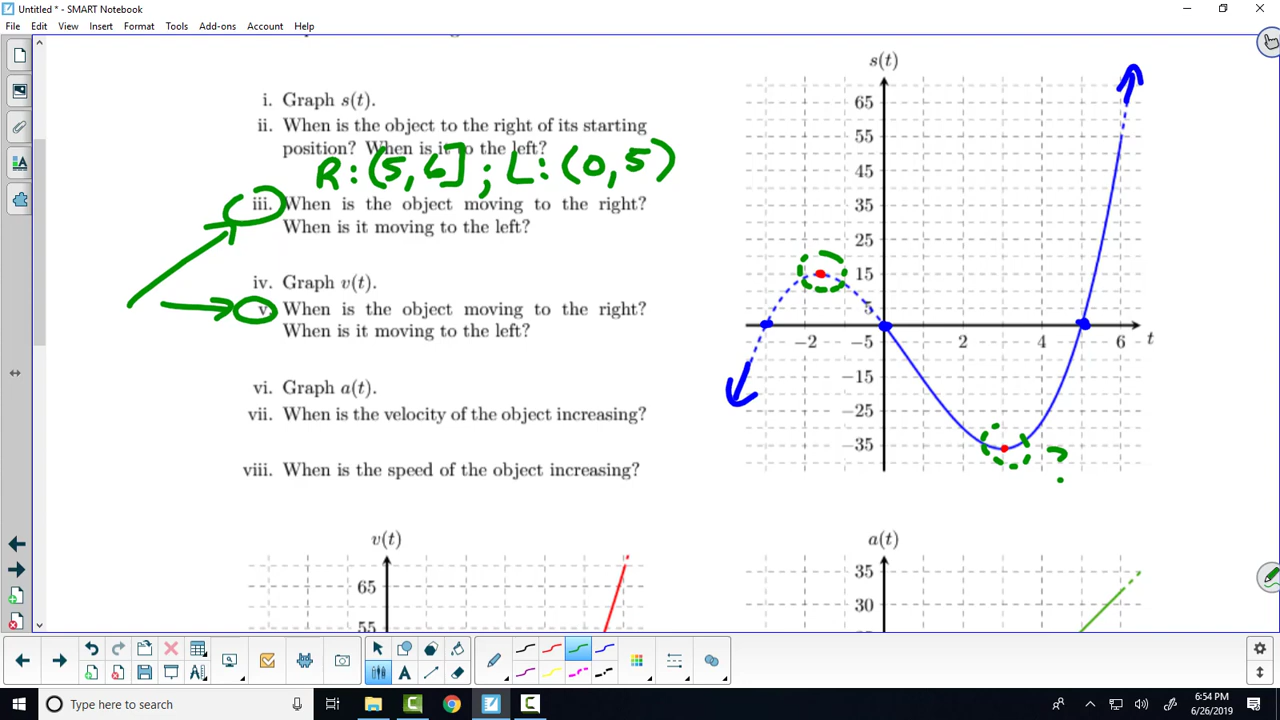 Untitled * - SMART Notebook
File Edit View Insert Format Tools Add-ons Account Help
i. Graph s(t).
ii. When is the object to the right of its starting
position? When is it to the left?
R: (5, 6] ; L: (0, 5)
iii. When is the object moving to the right?
When is it moving to the left?
iv. Graph v(t).
v. When is the object moving to the right?
When is it moving to the left?
vi. Graph a(t).
vii. When is the velocity of the object increasing?
viii. When is the speed of the object increasing?
s(t)
65
55
45
35
25
15
5
−2 −5 2 4 6 t
−15
−25
−35
?
v(t)
65
55
a(t)
35
30
Type here to search
6:54 PM
6/26/2019